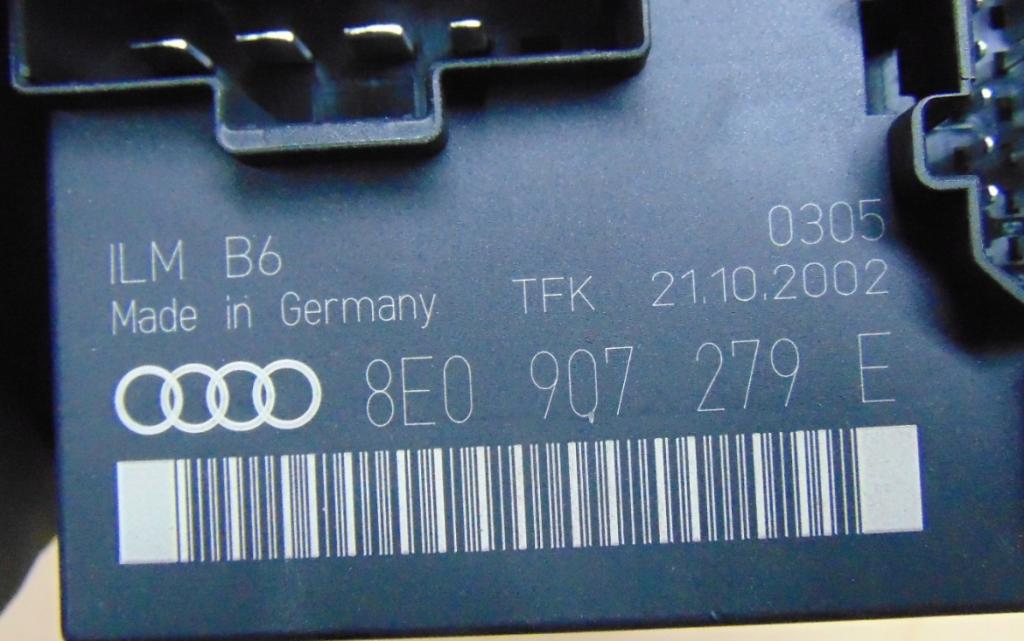 0305
ILM B6
TFK 21.10.2002
Made in Germany
8E0 907 279 E